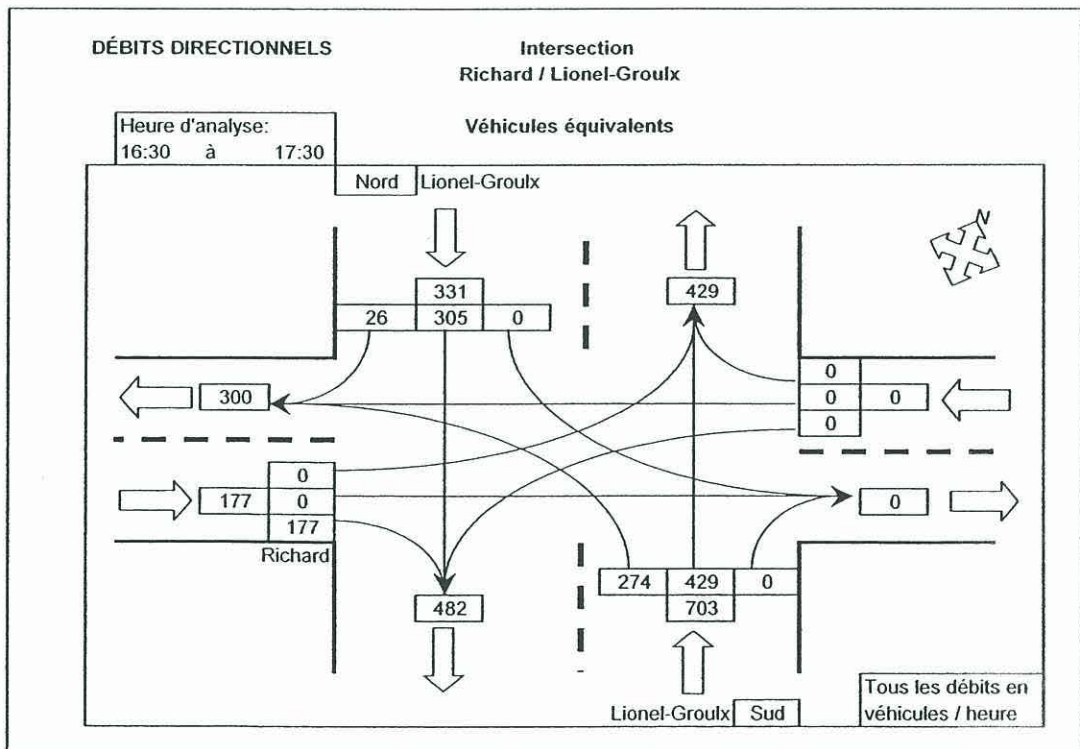 DÉBITS DIRECTIONNELS
Intersection
Richard / Lionel-Groulx
Véhicules équivalents
Heure d'analyse:
16:30 à 17:30
Nord Lionel-Groulx
N
331
26 305 0
429
0
300
0 0
0
0
177 0
177
0
Richard
274 429 0
482
703
Lionel-Groulx Sud
Tous les débits en
véhicules / heure